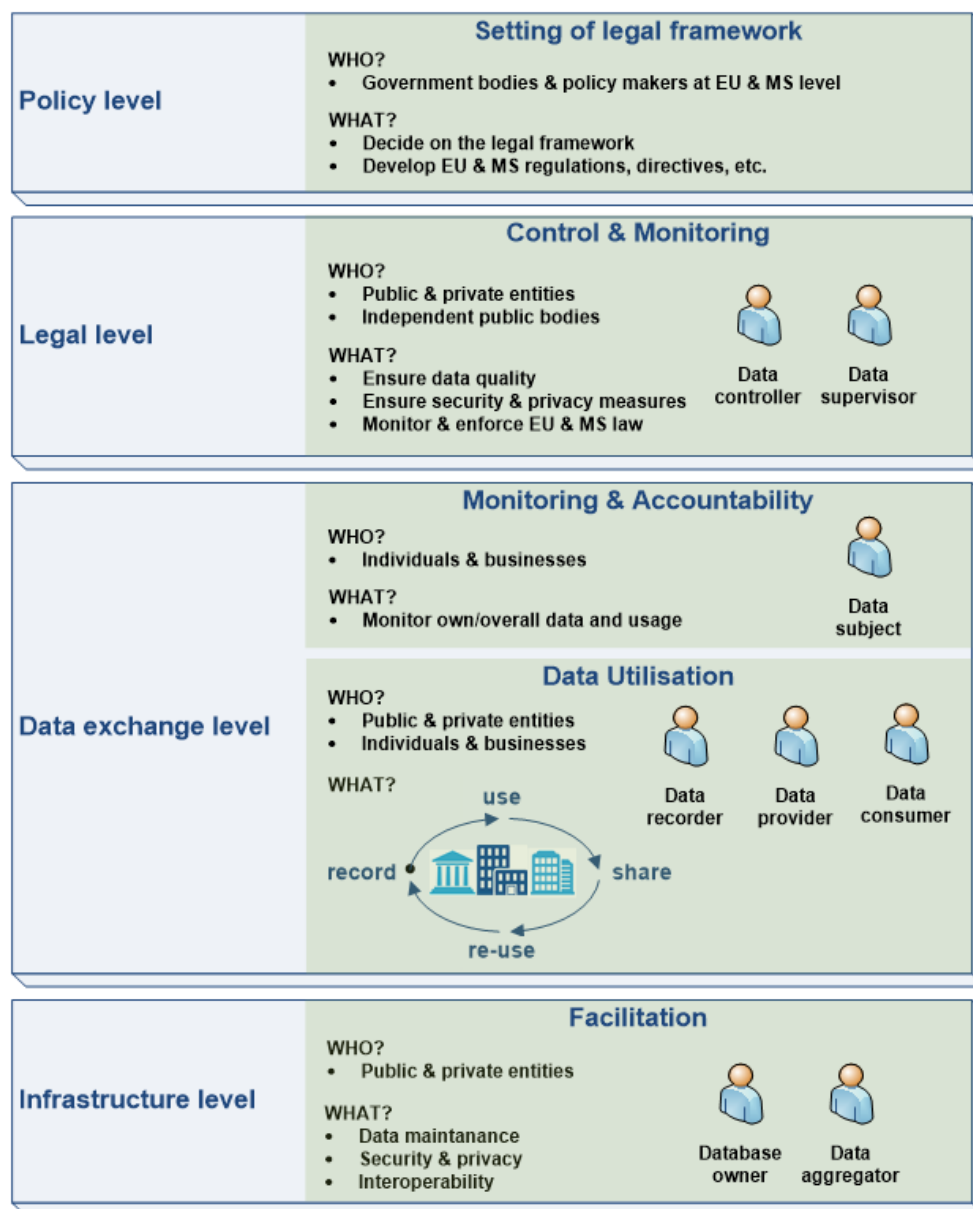 Policy level
Setting of legal framework
WHO?
• Government bodies & policy makers at EU & MS level
WHAT?
• Decide on the legal framework
• Develop EU & MS regulations, directives, etc.
Legal level
Control & Monitoring
WHO?
• Public & private entities
• Independent public bodies
WHAT?
• Ensure data quality
• Ensure security & privacy measures
• Monitor & enforce EU & MS law
Data
controller
Data
supervisor
Data exchange level
Monitoring & Accountability
WHO?
• Individuals & businesses
WHAT?
• Monitor own/overall data and usage
Data
subject
Data Utilisation
WHO?
• Public & private entities
• Individuals & businesses
WHAT?
use
record
share
re-use
Data
recorder
Data
provider
Data
consumer
Infrastructure level
Facilitation
WHO?
• Public & private entities
WHAT?
• Data maintanance
• Security & privacy
• Interoperability
Database
owner
Data
aggregator